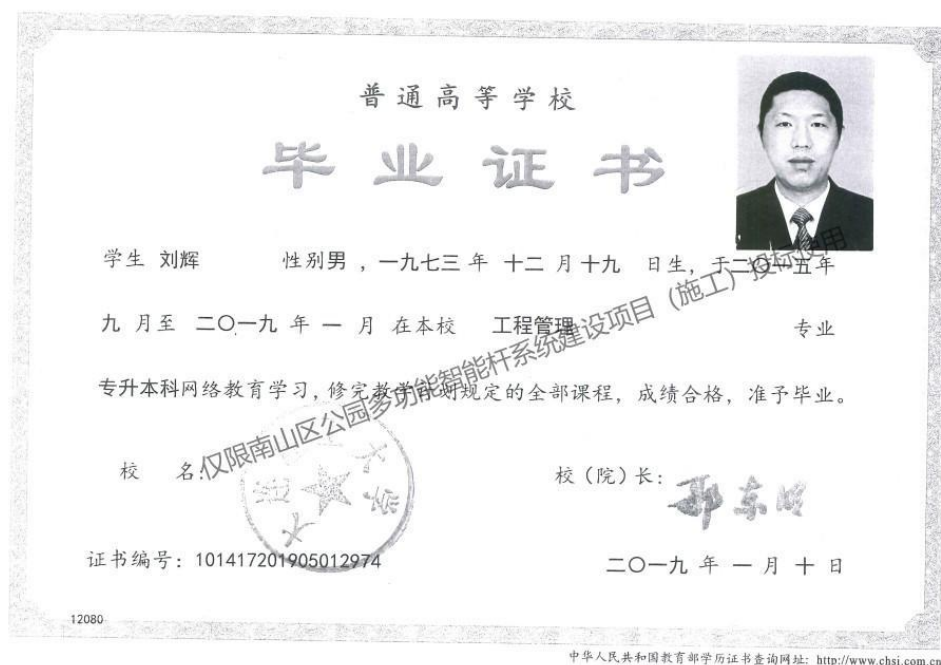 普通高等学校
毕业证书
学生 刘辉 性别男 ，一九七三 年 十二 月十九 日生，于二〇一五年
九 月至 二〇一九 年 一 月 在本校 工程管理 专业
专升本科网络教育学习，修完教学计划规定的全部课程，成绩合格，准予毕业。
仅限南山区公园多功能智能杆系统建设项目（施工）投标使用
校 名：
校（院）长：
证书编号：101417201905012974
二〇一九 年 一 月 十 日
12080
中华人民共和国教育部学历证书查询网址：http://www.chsi.com.cn